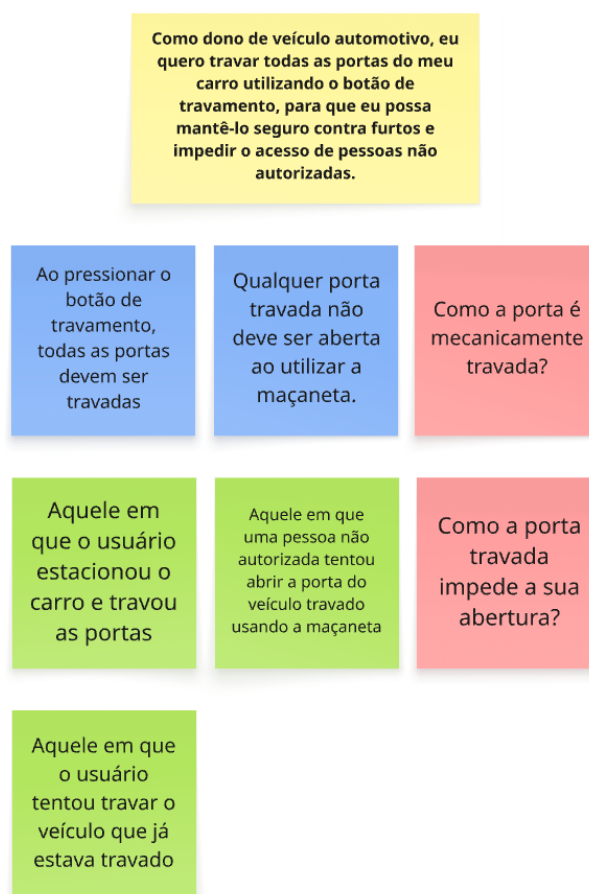 Como dono de veículo automotivo, eu
quero travar todas as portas do meu
carro utilizando o botão de
travamento, para que eu possa
mantê-lo seguro contra furtos e
impedir o acesso de pessoas não
autorizadas.
Ao pressionar o
botão de
travamento,
todas as portas
devem ser
travadas
Qualquer porta
travada não
deve ser aberta
ao utilizar a
maçaneta.
Como a porta é
mecanicamente
travada?
Aquele em
que o usuário
estacionou o
carro e travou
as portas
Aquele em que
uma pessoa não
autorizada tentou
abrir a porta do
veículo travado
usando a maçaneta
Como a porta
travada
impede a sua
abertura?
Aquele em que
o usuário
tentou travar o
veículo que já
estava travado